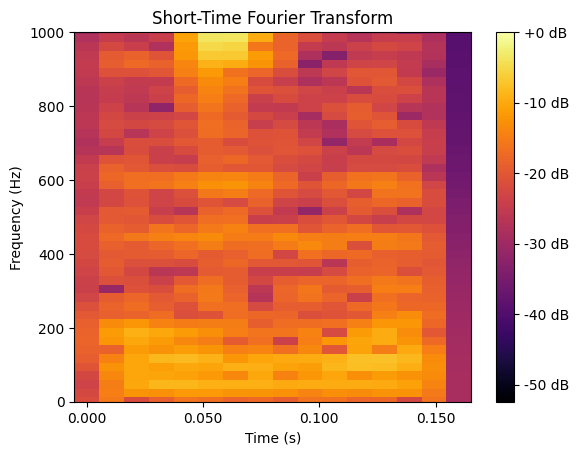 Short-Time Fourier Transform
1000
800
600
400
200
0
Frequency (Hz)
0.000
0.050
0.100
0.150
Time (s)
+0 dB
-10 dB
-20 dB
-30 dB
-40 dB
-50 dB